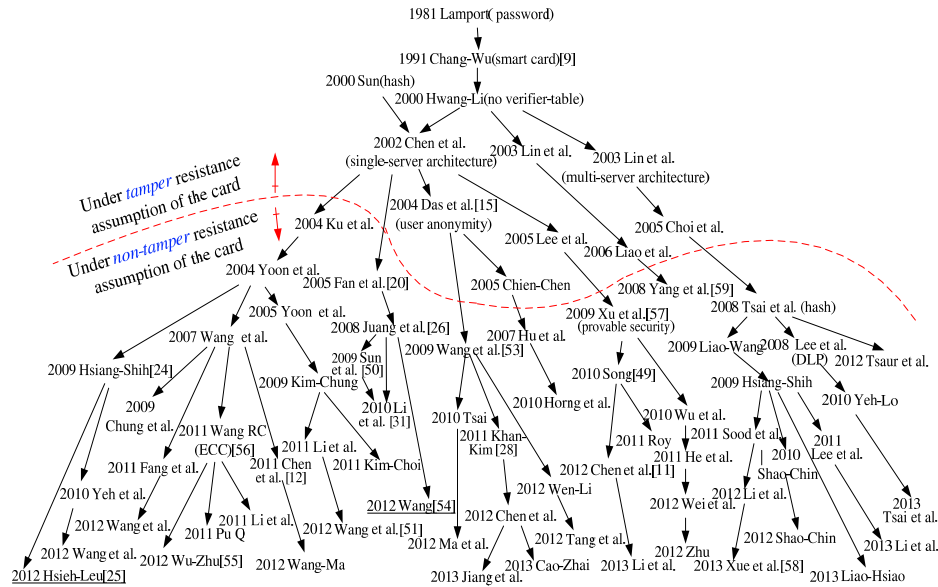 1981 Lamport( password)
1991 Chang-Wu(smart card)[9]
2000 Sun(hash)
2000 Hwang-Li(no verifier-table)
2002 Chen et al.
(single-server architecture)
2003 Lin et al.
2003 Lin et al.
(multi-server architecture)
Under tamper resistance
assumption of the card
Under non-tamper resistance
assumption of the card
2004 Ku et al.
2004 Das et al.[15]
(user anonymity)
2005 Lee et al.
2005 Choi et al.
2006 Liao et al.
2004 Yoon et al.
2005 Fan et al.[20]
2005 Chien-Chen
2008 Yang et al.[59]
2008 Tsai et al. (hash)
2005 Yoon et al.
2009 Xu et al.[57]
(provable security)
2007 Wang et al.
2008 Juang et al.[26]
2007 Hu et al.
2009 Liao-Wang
2008 Lee et al.
(DLP)
2012 Tsaur et al.
2009 Hsiang-Shih[24]
2009 Sun
et al.[50]
2009 Wang et al.[53]
2010 Song[49]
2009 Kim-Chung
2009 Hsiang-Shih
2009
Chung et al.
2010 Li
et al.[31]
2010 Tsai
2010 Horng et al.
2010 Wu et al.
2010 Yeh-Lo
2011 Wang RC
(ECC)[56]
2011 Li et al.
2011 Khan-
Kim [28]
2011 Roy
2011 Sood et al.
2011
Lee et al.
2011 Fang et al.
2011 Chen
et al.[12]
2011 Kim-Choi
2012 Chen et al.[11]
2011 He et al.
2010
Shao-Chin
2010 Yeh et al.
2012 Wang[54]
2012 Wen-Li
2012 Wei et al.
2012 Li et al.
2013
Tsai et al.
2012 Wang et al.
2011 Pu Q
2011 Li et al.
2012 Wang et al.[51]
2012 Ma et al.
2012 Chen et al.
2012 Tang et al.
2012 Zhu
2012 Shao-Chin
2013 Li et al.
2012 Wang et al.
2012 Wu-Zhu[55]
2012 Wang-Ma
2013 Cao-Zhai
2013 Li et al.
2013 Xue et al.[58]
2012 Hsieh-Leu[25]
2013 Jiang et al.
2013 Liao-Hsiao